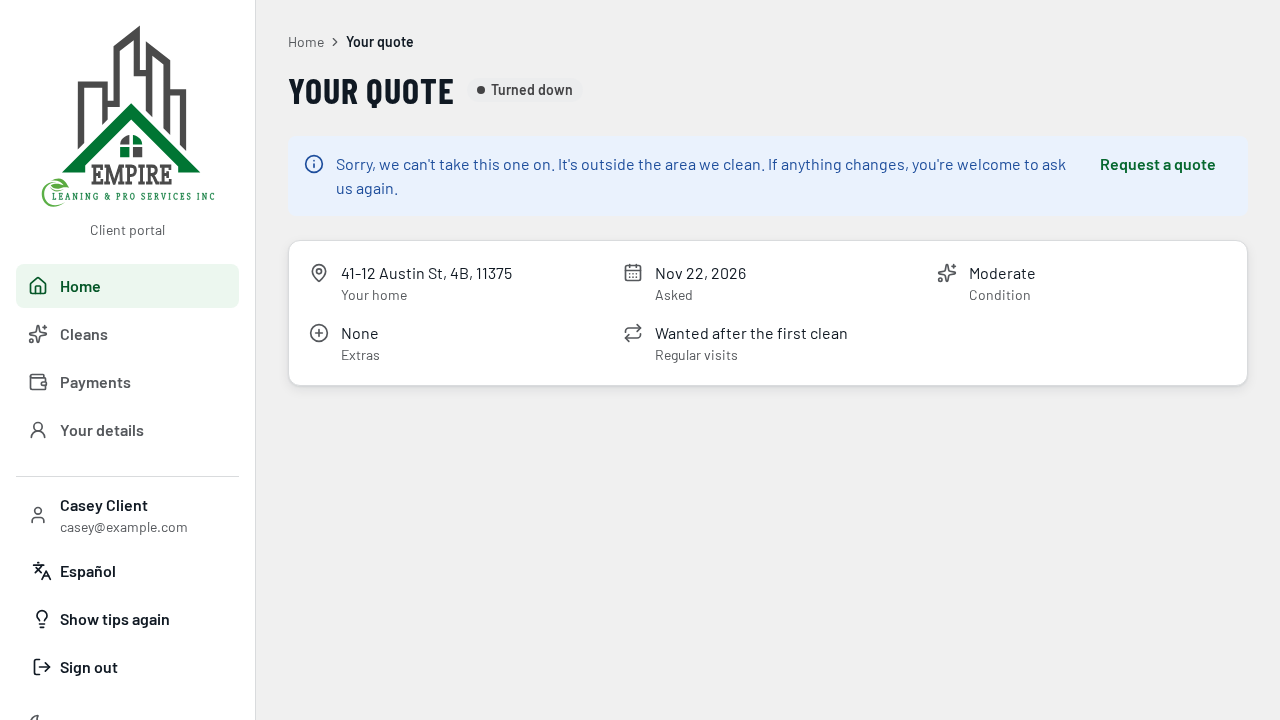 EMPIRE
LEANING & PRO SERVICES INC
Client portal
Home
Cleans
Payments
Your details
Casey Client
casey@example.com
Español
Show tips again
Sign out
Home > Your quote
YOUR QUOTE
Turned down
Sorry, we can't take this one on. It's outside the area we clean. If anything changes, you're welcome to ask
us again.
Request a quote
41-12 Austin St, 4B, 11375
Your home
Nov 22, 2026
Asked
Moderate
Condition
None
Extras
Wanted after the first clean
Regular visits